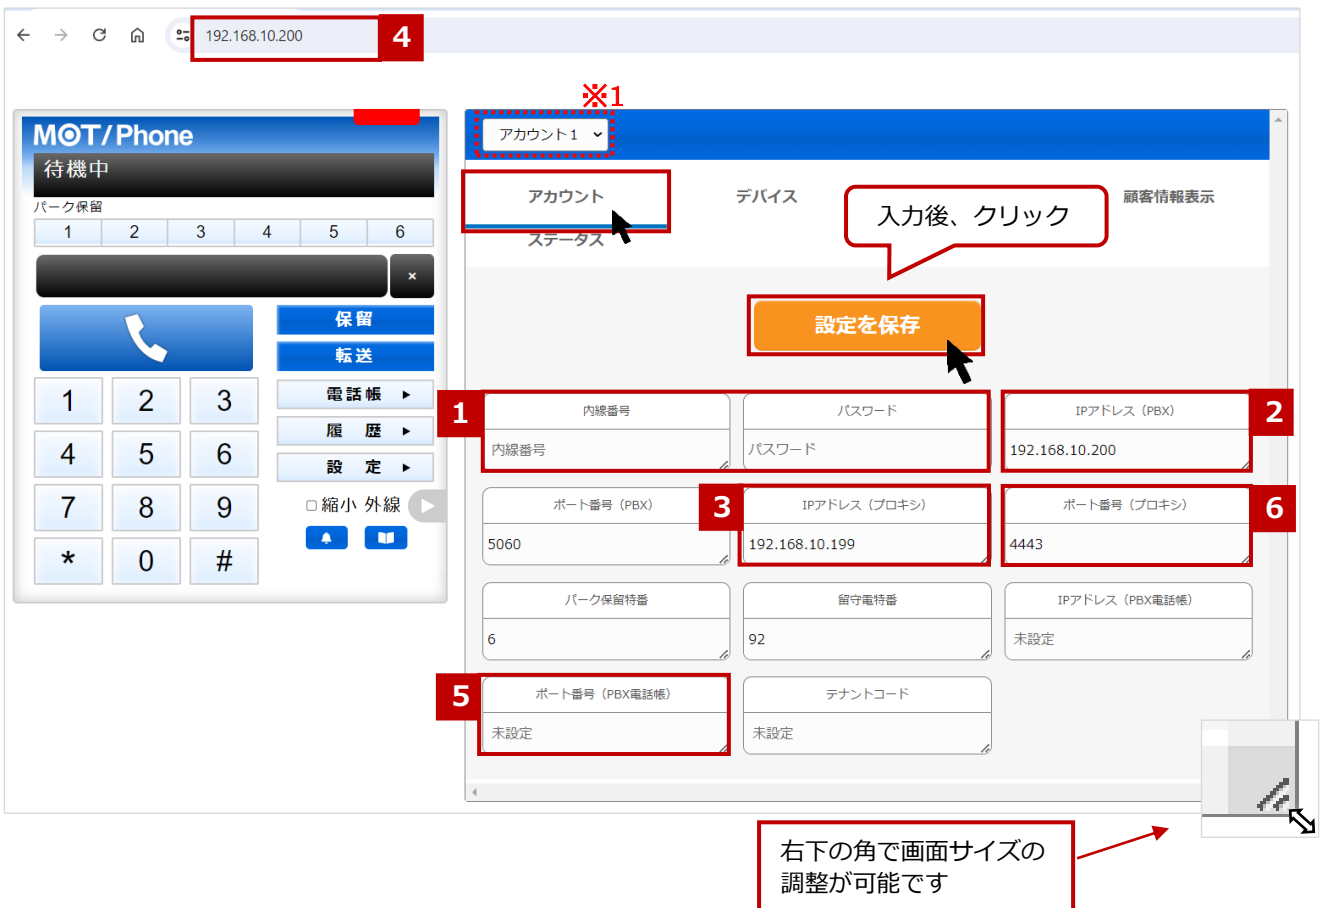 192.168.10.200
4
※1
MOT/Phone
待機中
パーク保留
1 2 3 4 5 6
×
保留
転送
電話帳 ▶
履 歴 ▶
設 定 ▶
縮小 外線
1 2 3
4 5 6
7 8 9
* 0 #
アカウント1
アカウント
デバイス
顧客情報表示
ステータス
入力後、クリック
設定を保存
1
内線番号
内線番号
パスワード
パスワード
IPアドレス（PBX）
192.168.10.200
2
ポート番号（PBX）
5060
3
IPアドレス（プロキシ）
192.168.10.199
ポート番号（プロキシ）
4443
6
パーク保留特番
6
留守電特番
92
IPアドレス（PBX電話帳）
未設定
5
ポート番号（PBX電話帳）
未設定
テナントコード
未設定
右下の角で画面サイズの
調整が可能です